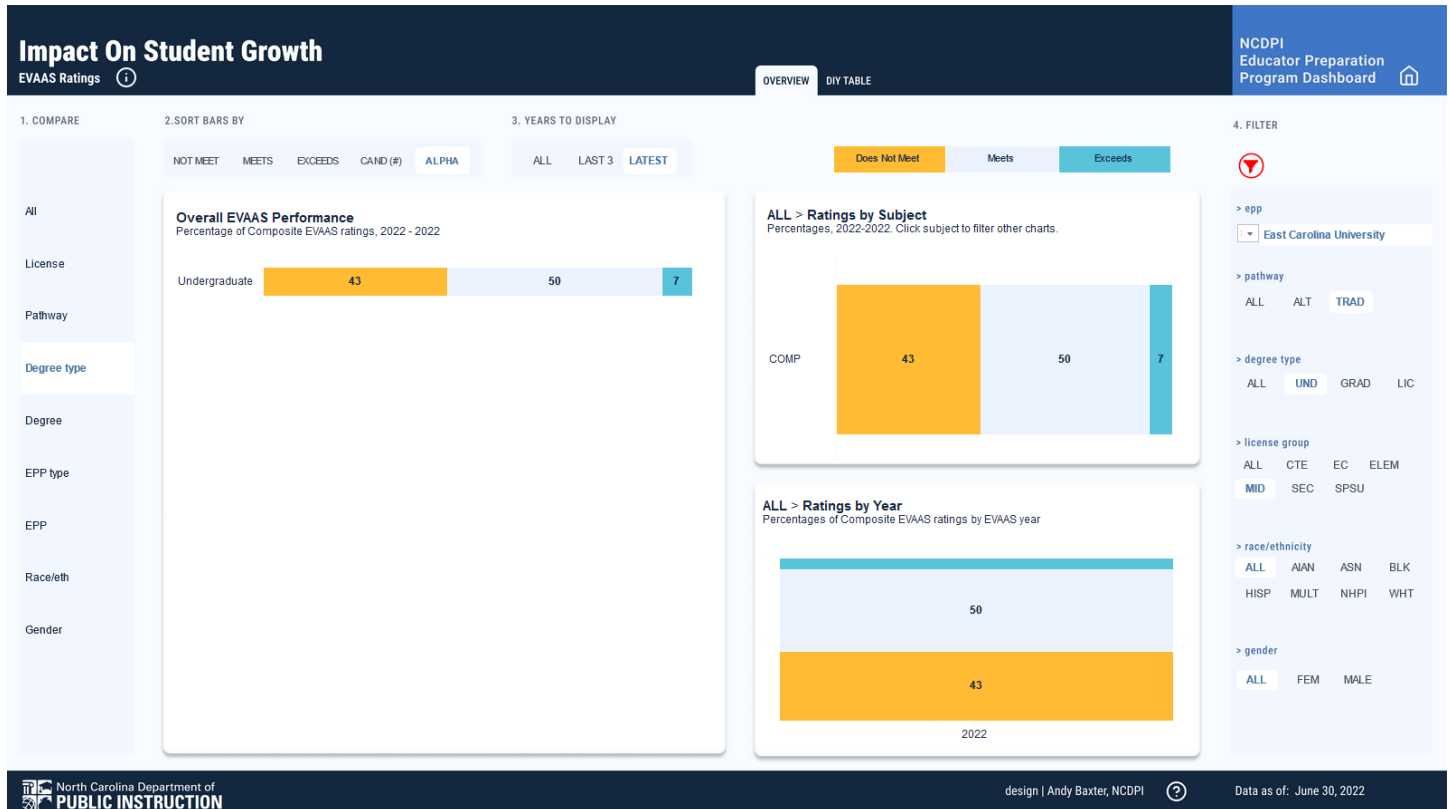 Impact On Student Growth
EVAAS Ratings i
OVERVIEW DIY TABLE
NCDPI
Educator Preparation
Program Dashboard
1. COMPARE
All
License
Pathway
Degree type
Degree
EPP type
EPP
Race/eth
Gender
2.SORT BARS BY
NOT MEET MEETS EXCEEDS CAND (#) ALPHA
3. YEARS TO DISPLAY
ALL LAST 3 LATEST
Does Not Meet Meets Exceeds
Overall EVAAS Performance
Percentage of Composite EVAAS ratings, 2022 - 2022
Undergraduate 43 50 7
ALL > Ratings by Subject
Percentages, 2022-2022. Click subject to filter other charts.
COMP 43 50 7
ALL > Ratings by Year
Percentages of Composite EVAAS ratings by EVAAS year
50
43
2022
4. FILTER
> epp
East Carolina University
> pathway
ALL ALT TRAD
> degree type
ALL UND GRAD LIC
> license group
ALL CTE EC ELEM
MID SEC SPSU
> race/ethnicity
ALL AIAN ASN BLK
HISP MULT NHPI WHT
> gender
ALL FEM MALE
North Carolina Department of
PUBLIC INSTRUCTION
design | Andy Baxter, NCDPI ?
Data as of: June 30, 2022